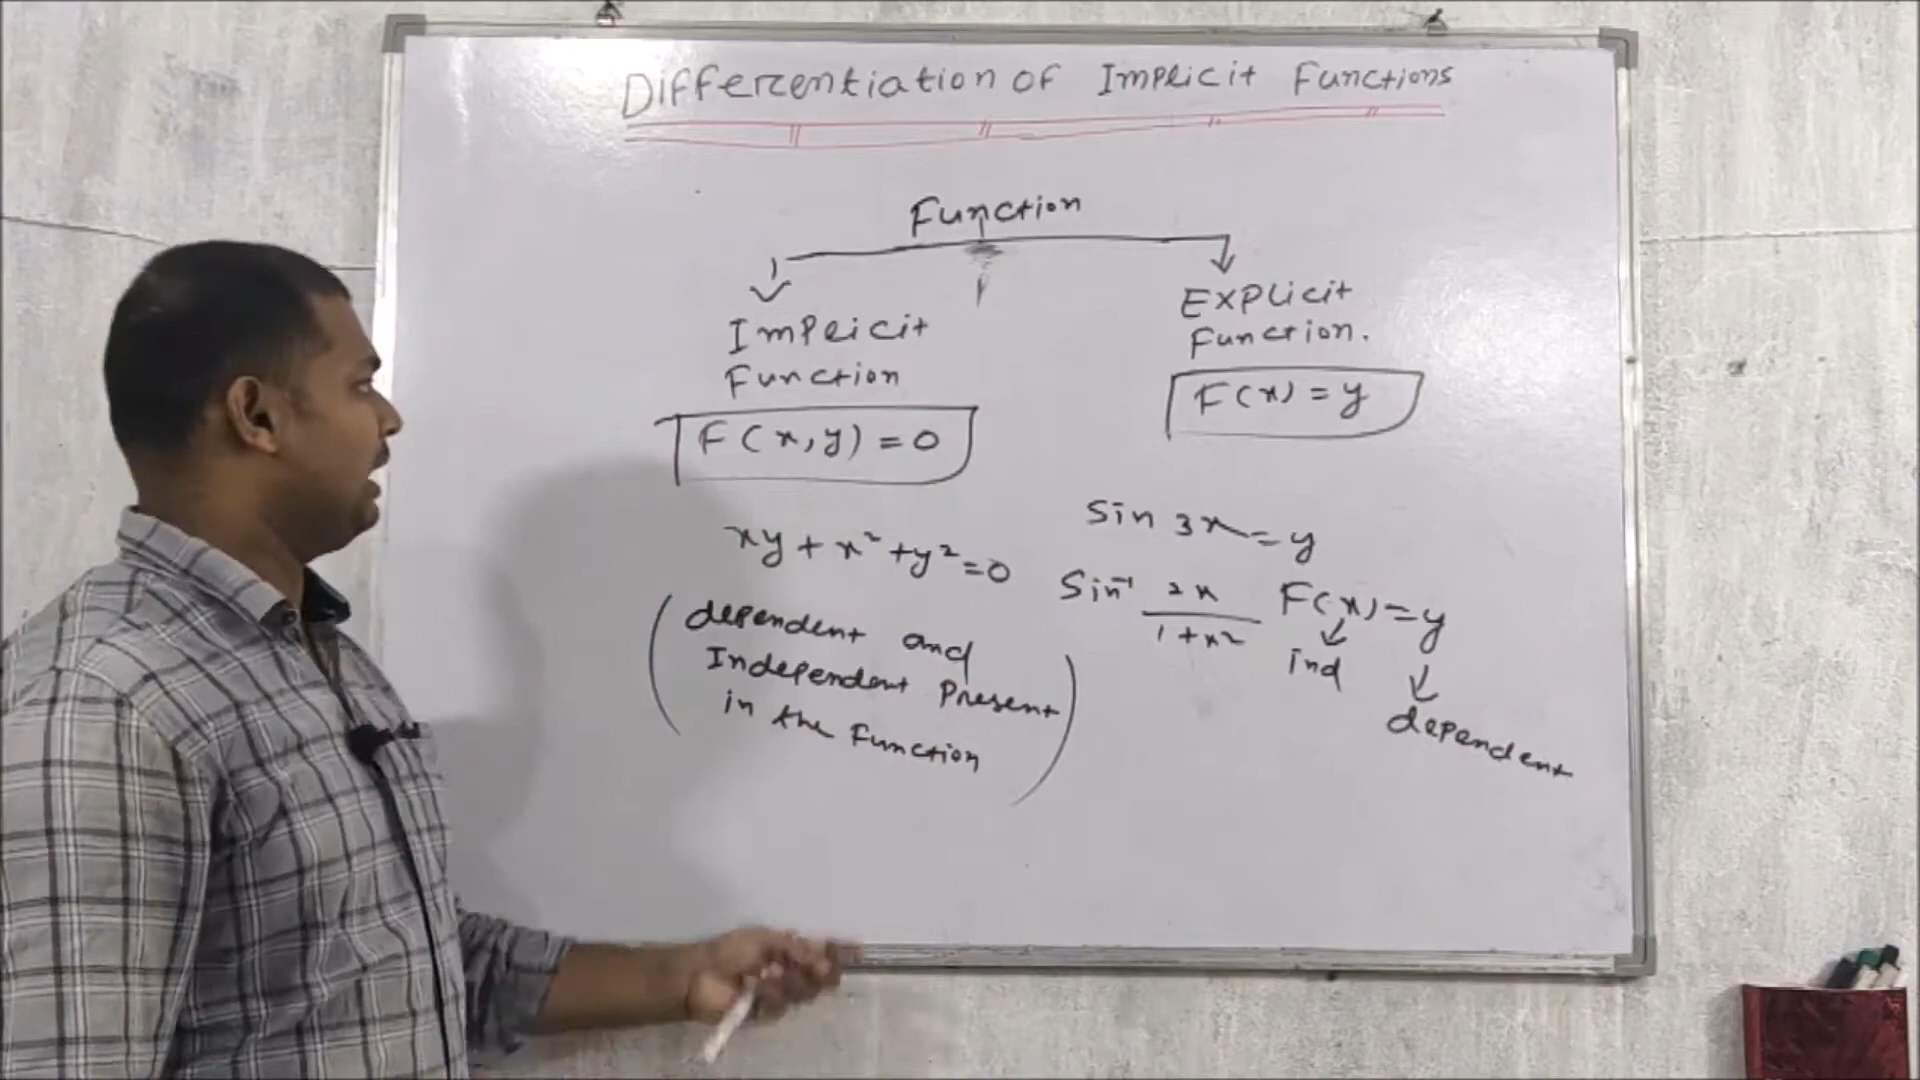 Differentiation of Implicit Functions
Function
Implicit
Function
F(x,y) = 0
xy + x² + y² = 0
(dependent and
Independent Present
in the Function)
Explicit
Function.
F(x) = y
Sin 3x = y
Sin⁻¹ 2x / 1+x²
F(x) = y
ind
dependent